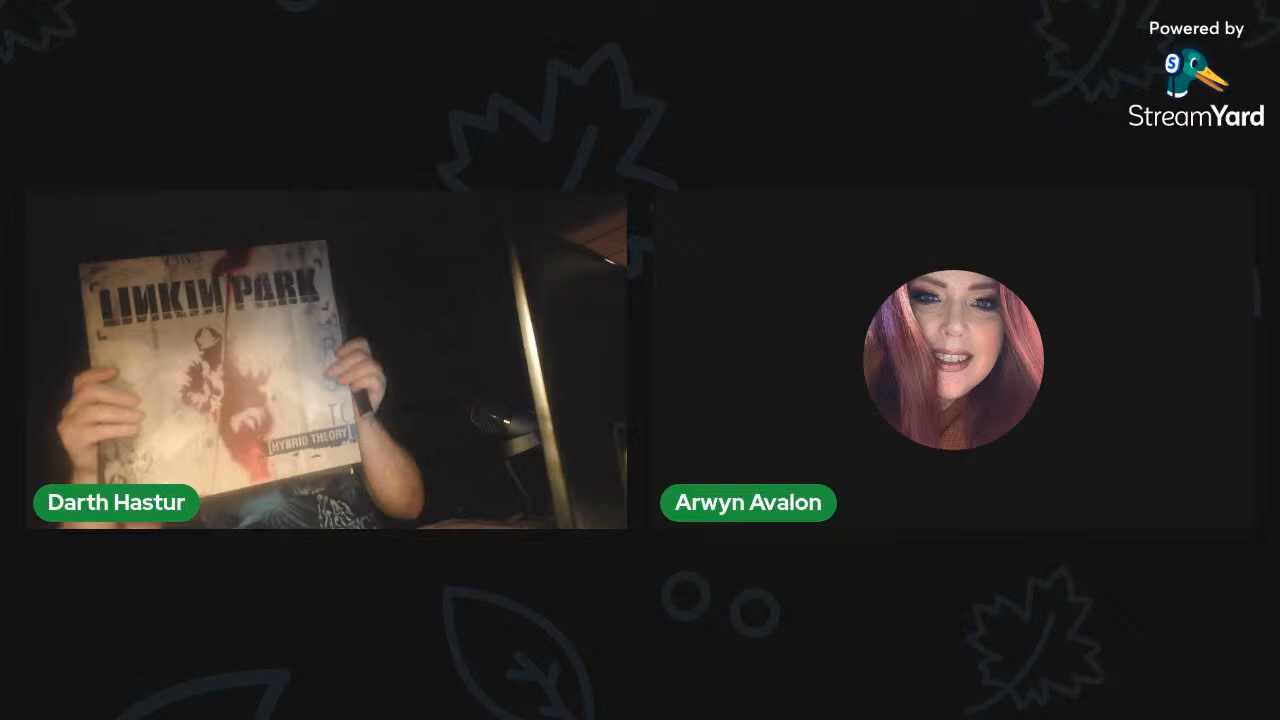 Powered by
StreamYard
LINKIN PARK
[HYBRID THEORY]
Darth Hastur
Arwyn Avalon